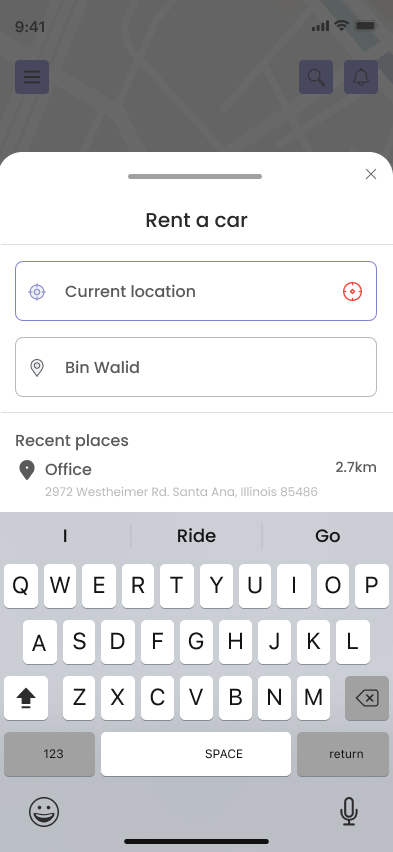 9:41
Rent a car
Current location
Bin Walid
Recent places
Office 2.7km
2972 Westheimer Rd. Santa Ana, Illinois 85486
I Ride Go
Q W E R T Y U I O P
A S D F G H J K L
Z X C V B N M
123 SPACE return